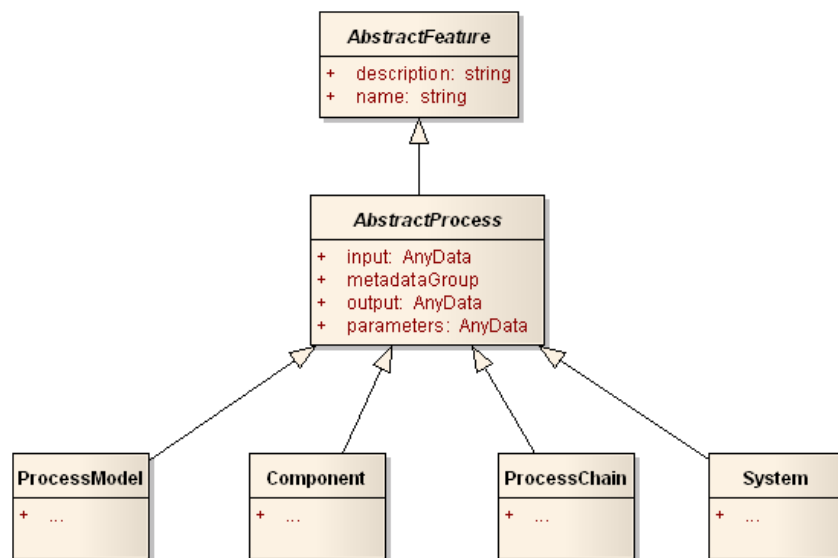 AbstractFeature
+ description: string
+ name: string
AbstractProcess
+ input: AnyData
+ metadataGroup
+ output: AnyData
+ parameters: AnyData
ProcessModel
+ ...
Component
+ ...
ProcessChain
+ ...
System
+ ...